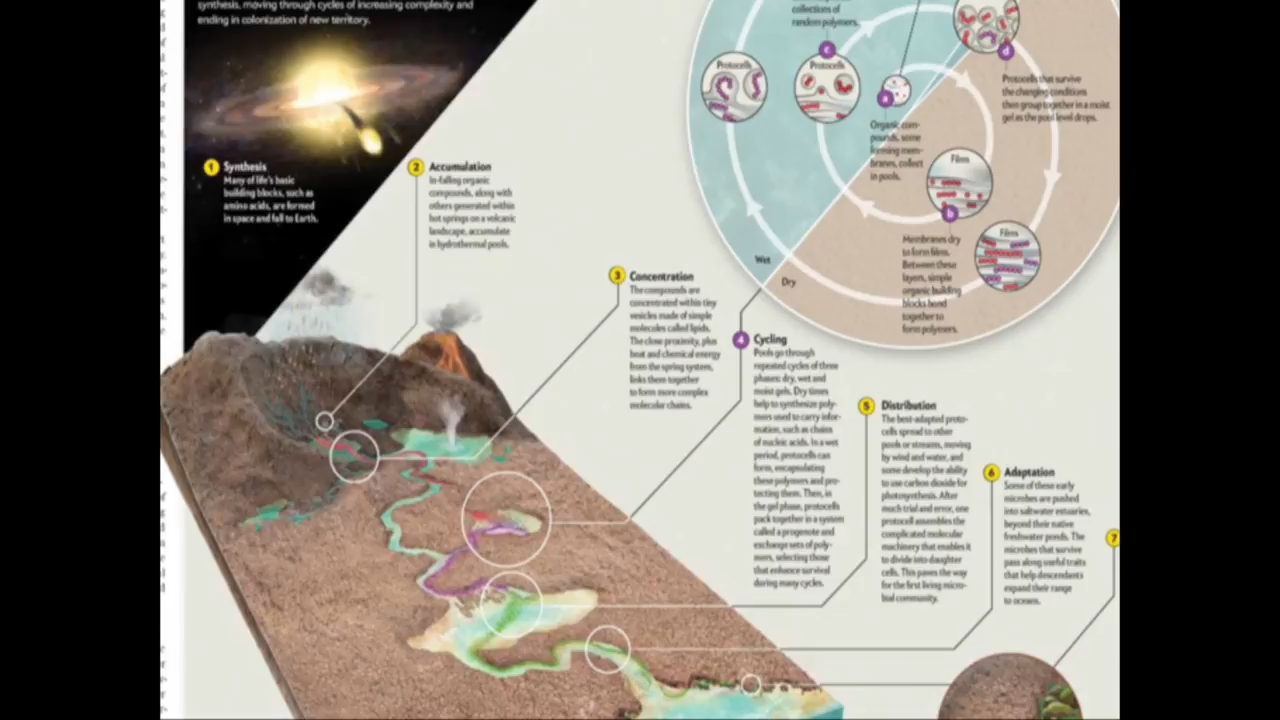 synthesis, moving through cycles of increasing complexity and
ending in colonization of new territory.
1 Synthesis
Many of life's basic
building blocks, such as
amino acids, are formed
in space and fall to Earth.
2 Accumulation
In-falling organic
compounds, along with
others generated within
hot springs on a volcanic
landscape, accumulate
in hydrothermal pools.
3 Concentration
The compounds are
concentrated within tiny
vesicles made of simple
molecules called lipids.
The close proximity, plus
heat and chemical energy
from the spring system,
links them together
to form more complex
molecular chains.
collections of
random polymers.
c
Protocells
Protocells
a
Organic com-
pounds, some
forming mem-
branes, collect
in pools.
d
Protocells that survive
the changing conditions
then group together in a moist
gel as the pool level drops.
Films
b
Membranes dry
to form films.
Between these
layers, simple
organic building
blocks bond
together to
form polymers.
Films
Wet
Dry
4 Cycling
Pools go through
repeated cycles of three
phases: dry, wet and
moist gels. Dry times
help to synthesize poly-
mers used to carry infor-
mation, such as chains
of nucleic acids. In a wet
period, protocells can
form, encapsulating
these polymers and pro-
tecting them. Then, in
the gel phase, protocells
pack together in a system
called a progenote and
exchange sets of poly-
mers, selecting those
that enhance survival
during many cycles.
5 Distribution
The best-adapted proto-
cells spread to other
pools or streams, moving
by wind and water, and
some develop the ability
to use carbon dioxide for
photosynthesis. After
much trial and error, one
protocell assembles the
complicated molecular
machinery that enables it
to divide into daughter
cells. This paves the way
for the first living micro-
bial community.
6 Adaptation
Some of these early
microbes are pushed
into saltwater estuaries,
beyond their native
freshwater ponds. The
microbes that survive
pass along useful traits
that help descendants
expand their range
to oceans.
7